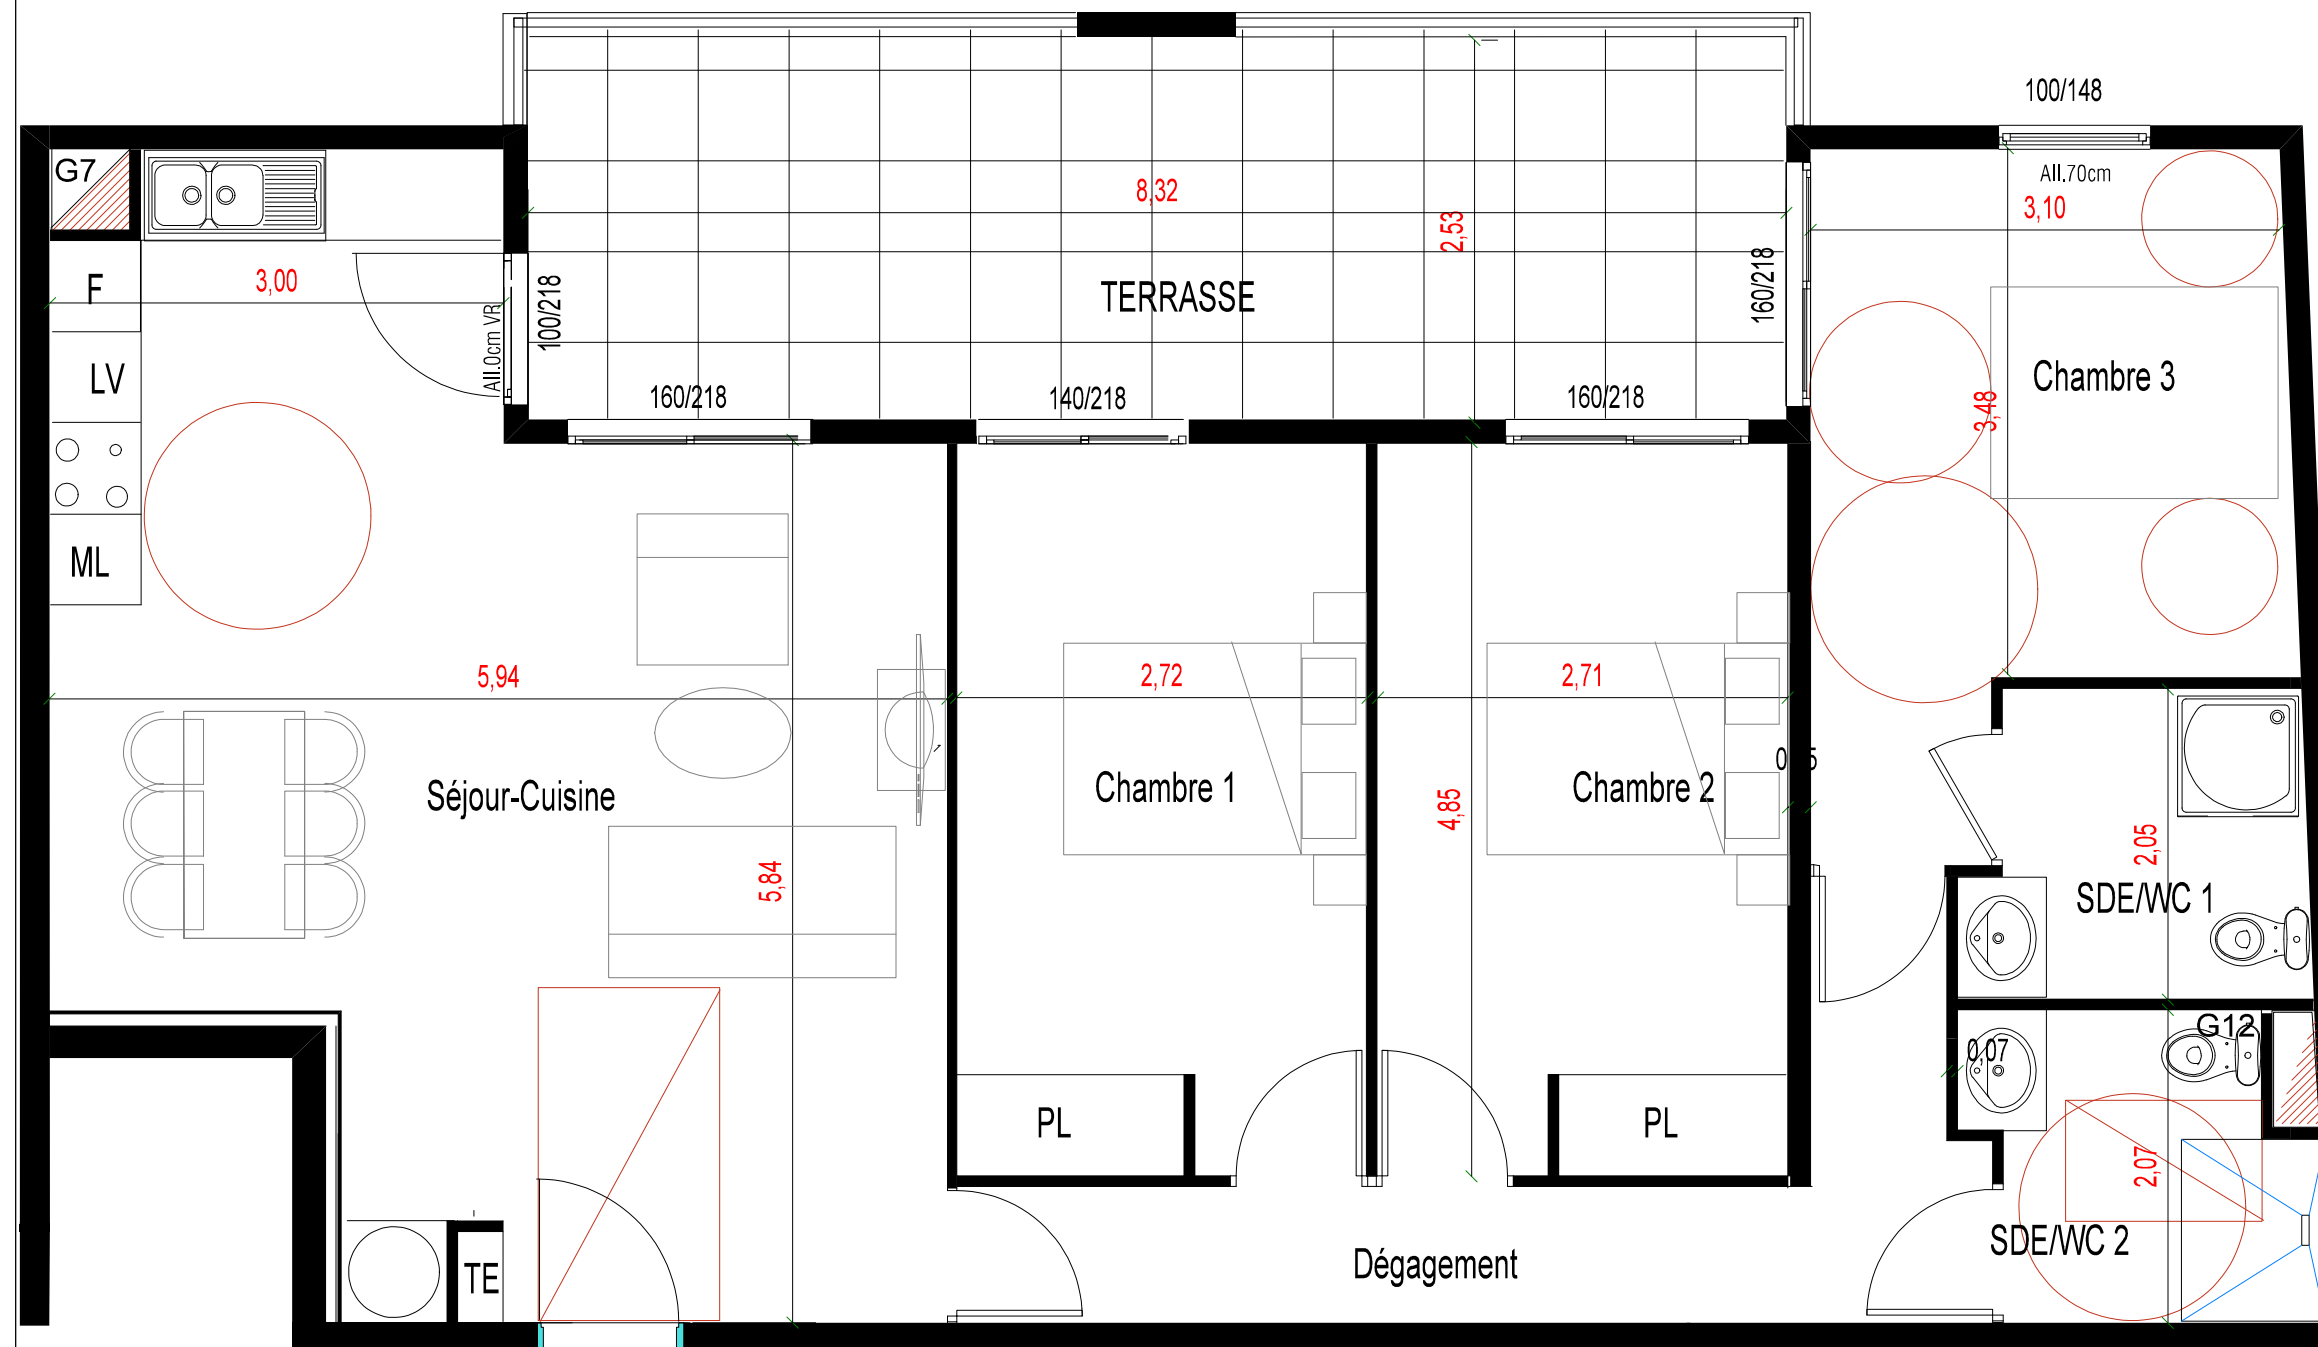 100/148
G7
All.70cm
8,32
3,10
2,53
F
3,00
All.0cm VR
100/218
TERRASSE
160/218
LV
160/218
140/218
160/218
Chambre 3
3,48
ML
5,94
2,72
2,71
Séjour-Cuisine
Chambre 1
Chambre 2
4,85
5,84
2,05
SDE/WC 1
G12
0,07
PL
PL
2,07
SDE/WC 2
TE
Dégagement